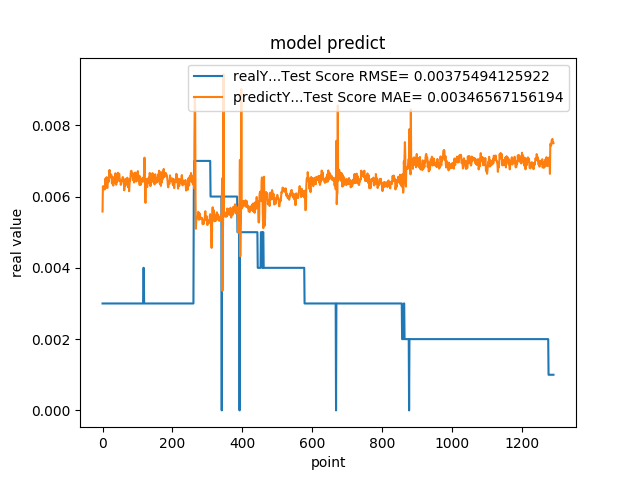 model predict
realY...Test Score RMSE= 0.00375494125922
predictY...Test Score MAE= 0.00346567156194
0.008
0.006
0.004
0.002
0.000
real value
0 200 400 600 800 1000 1200
point